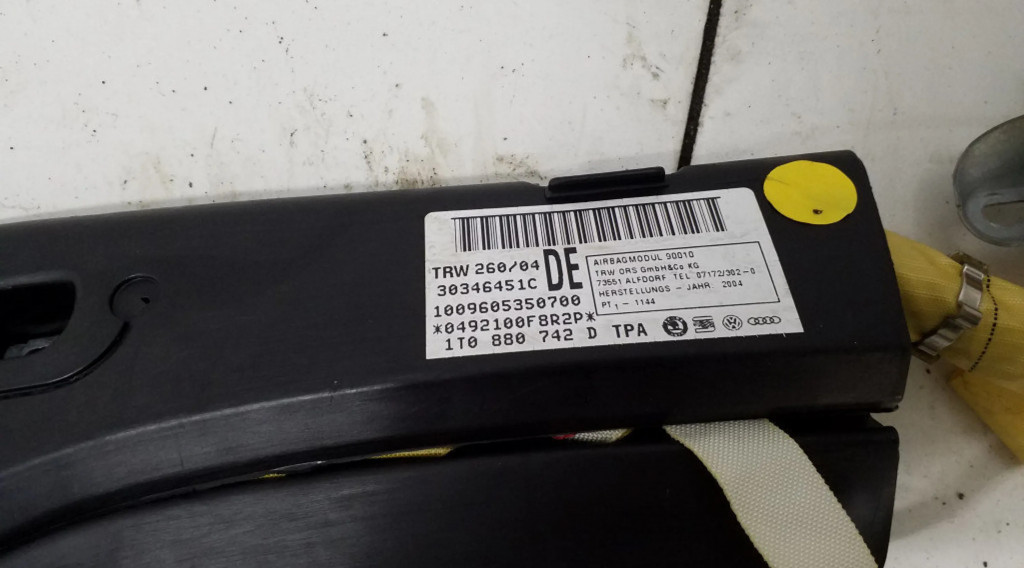 TRW 260/04
30346451C
DE
1009605350700
*0492100F8R2P*
1T0 880 742 D TPA
AIRBAGMODUL 90010
TRW ORS GmbH&Co KG
73551 ALFDORF TEL. 07172/302-0
HERSTELLUNGS - JAHR. 2004
PT 1 - 1144